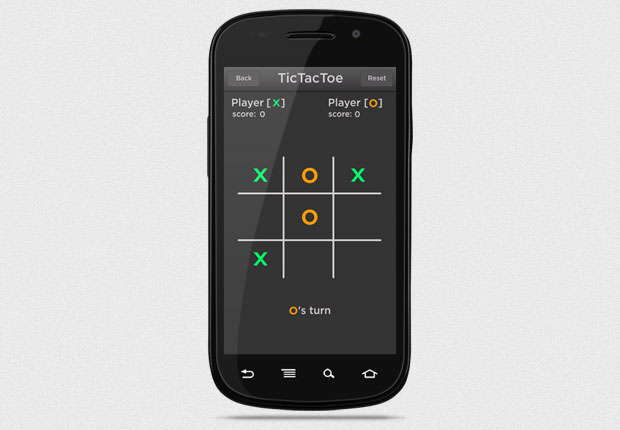 Back TicTacToe Reset
Player [X] Player [O]
score: 0 score: 0
X O X
O
X
O's turn